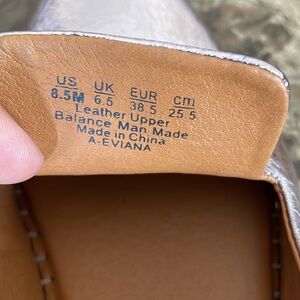 US UK EUR cm
8.5M 6.5 38.5 25.5
Leather Upper
Balance Man Made
Made in China
A-EVIANA